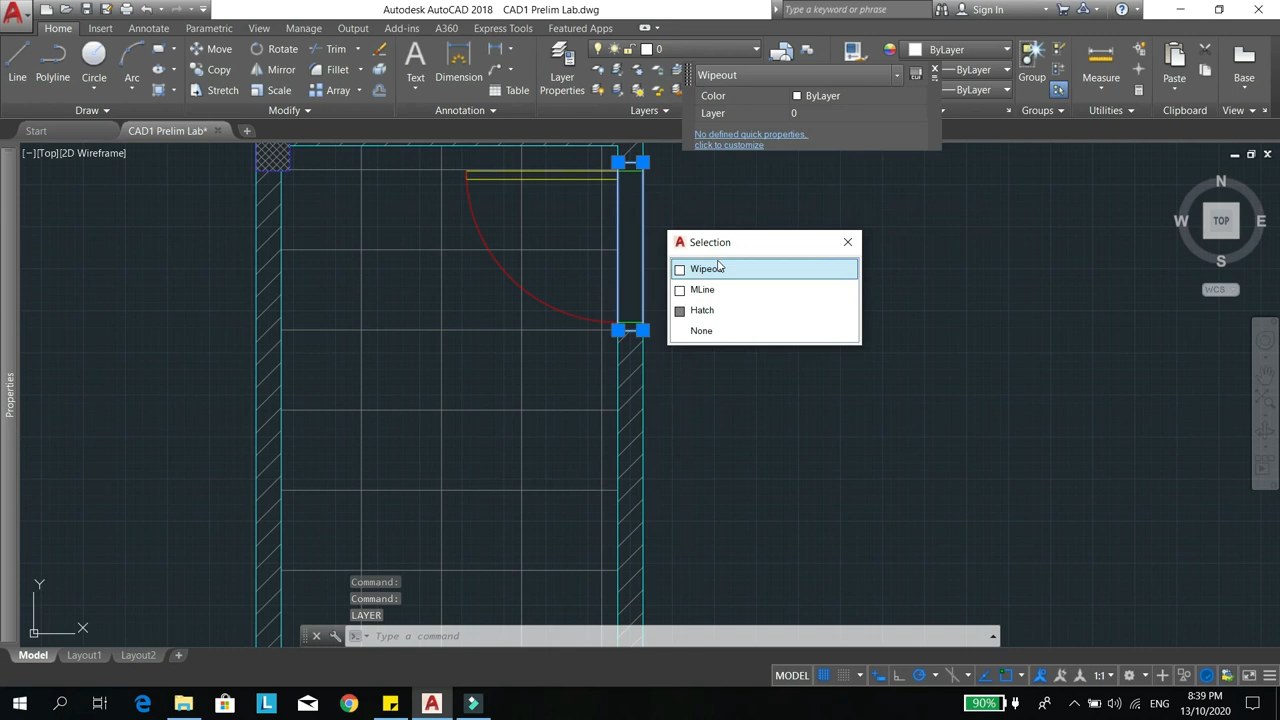 Autodesk AutoCAD 2018 CAD1 Prelim Lab.dwg
Type a keyword or phrase
Sign In
Home Insert Annotate Parametric View Manage Output Add-ins A360 Express Tools Featured Apps
Line Polyline Circle Arc
Move Rotate Trim
Copy Mirror Fillet
Stretch Scale Array
Text Dimension
Table
Layer
Properties
0
ByLayer
ByLayer
ByLayer
Group
Measure
Paste
Base
Draw Modify Annotation Layers Groups Utilities Clipboard View
Wipeout
Color ByLayer
Layer 0
No defined quick properties,
click to customize
Start CAD1 Prelim Lab*
[−][Top][2D Wireframe]
N
W TOP E
S
WCS
Selection
Wipeout
MLine
Hatch
None
Properties
Y
X
Command:
Command:
LAYER
Type a command
Model Layout1 Layout2
MODEL
1:1
90%
ENG
8:39 PM
13/10/2020